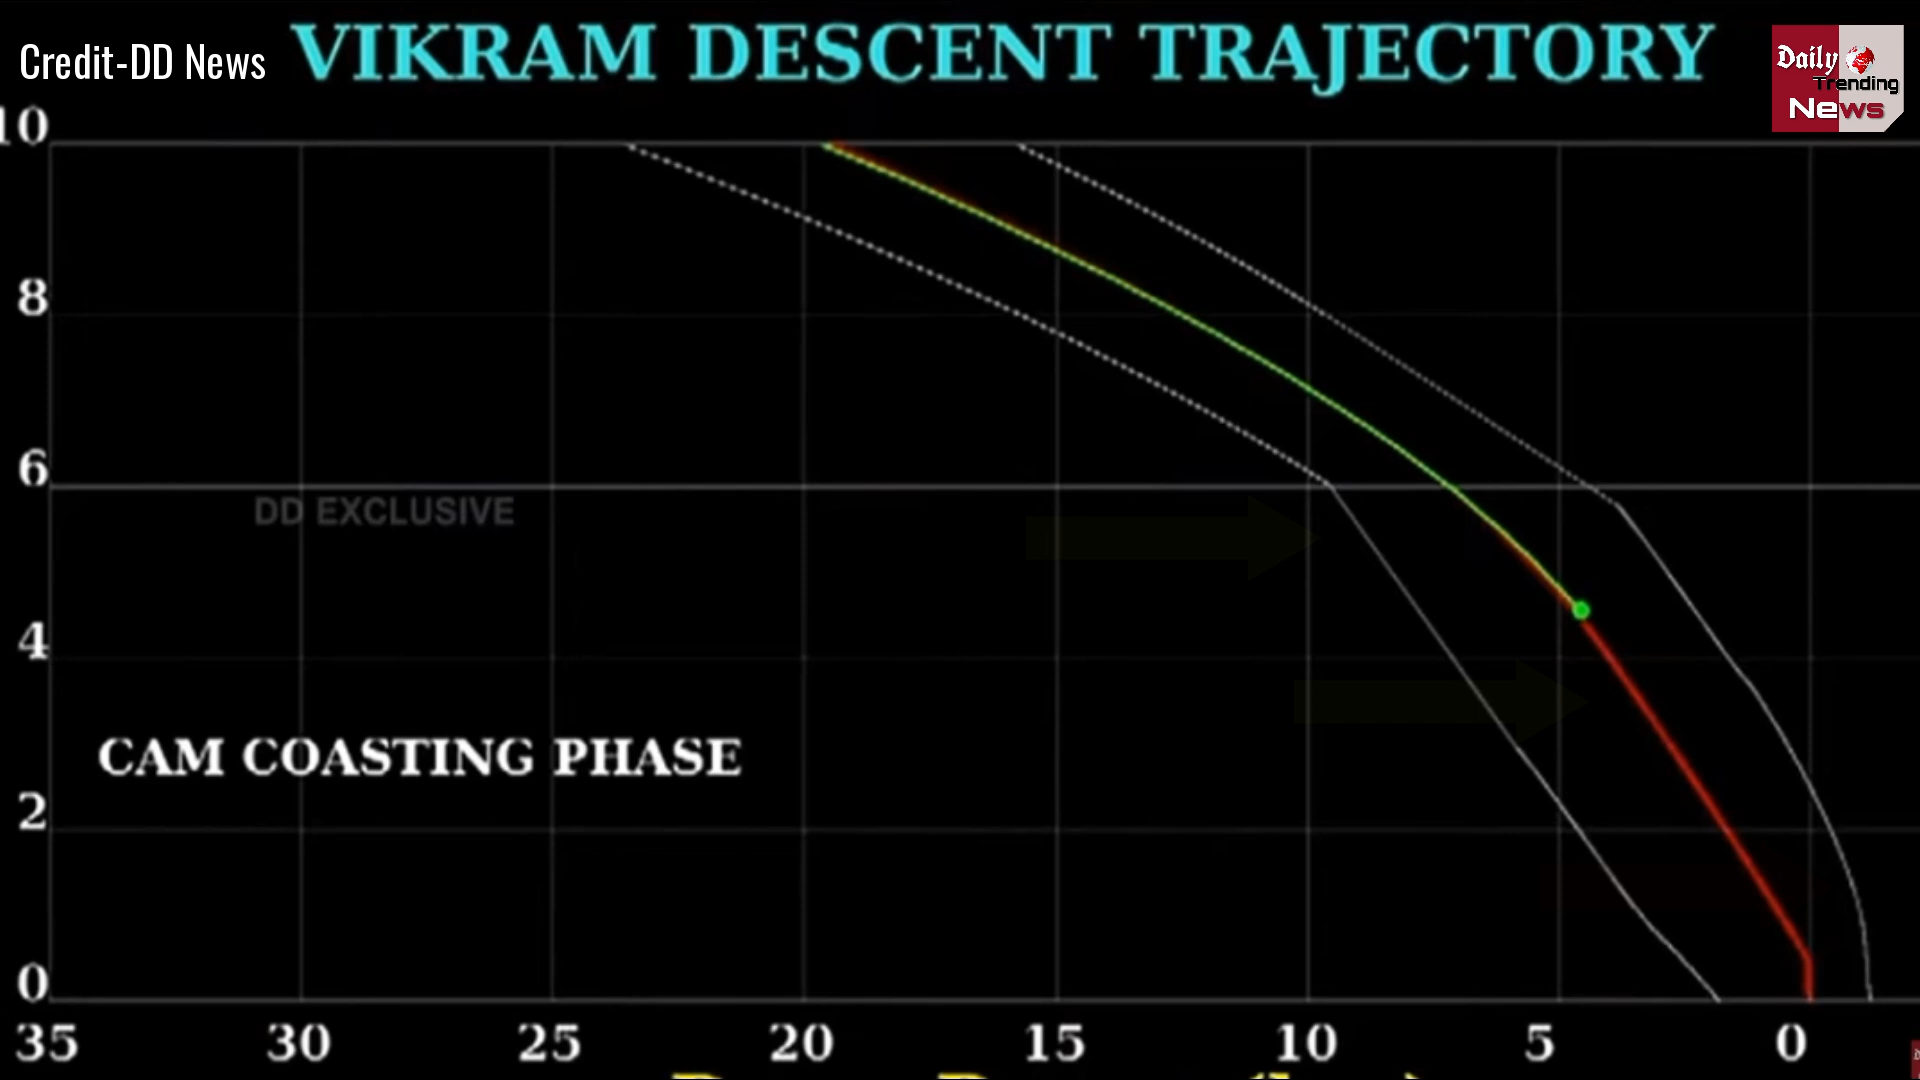 Credit-DD News
VIKRAM DESCENT TRAJECTORY
Daily
Trending
News
10
8
6
DD EXCLUSIVE
4
CAM COASTING PHASE
2
0
35 30 25 20 15 10 5 0